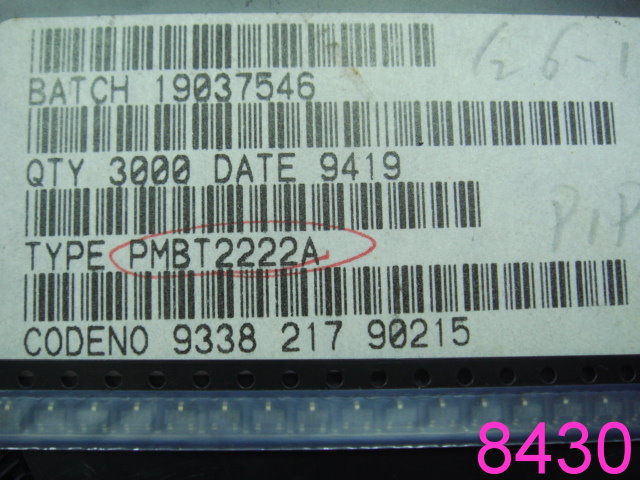 BATCH 19037546
QTY 3000 DATE 9419
TYPE PMBT2222A
CODENO 9338 217 90215
8430